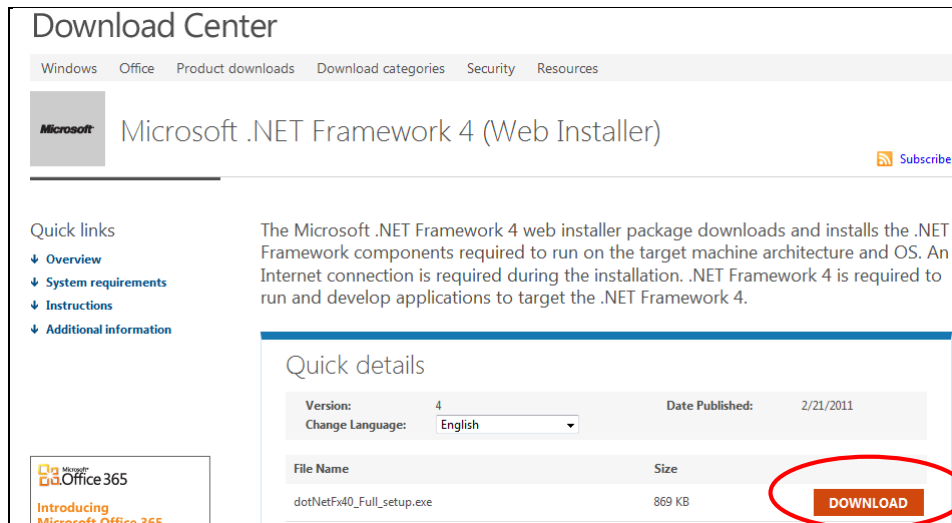 Download Center
Windows Office Product downloads Download categories Security Resources
Microsoft
Microsoft .NET Framework 4 (Web Installer)
Subscribe
Quick links
Overview
System requirements
Instructions
Additional information
The Microsoft .NET Framework 4 web installer package downloads and installs the .NET
Framework components required to run on the target machine architecture and OS. An
Internet connection is required during the installation. .NET Framework 4 is required to
run and develop applications to target the .NET Framework 4.
Quick details
Version: 4 Date Published: 2/21/2011
Change Language: English
File Name Size
dotNetFx40_Full_setup.exe 869 KB DOWNLOAD
Microsoft
Office 365
Introducing
Microsoft Office 365